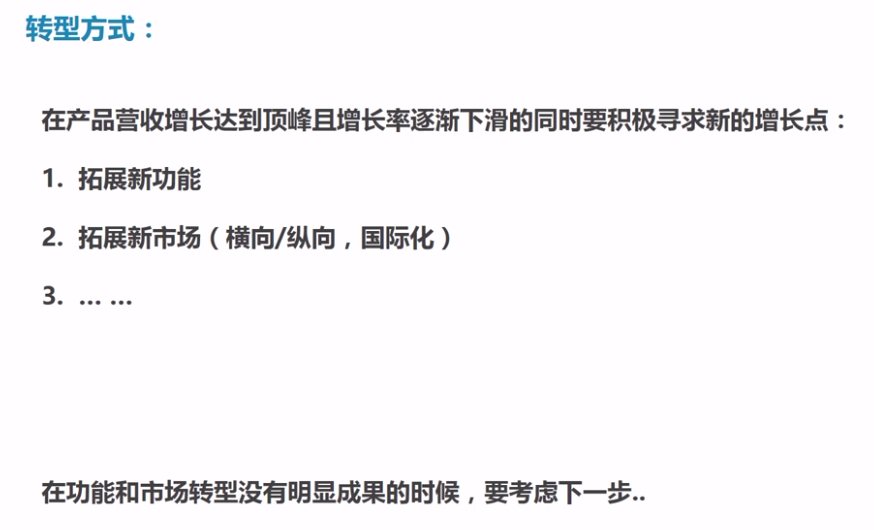 转型方式：
在产品营收增长达到顶峰且增长率逐渐下滑的同时要积极寻求新的增长点：
1. 拓展新功能
2. 拓展新市场（横向/纵向，国际化）
3. … …
在功能和市场转型没有明显成果的时候，要考虑下一步..